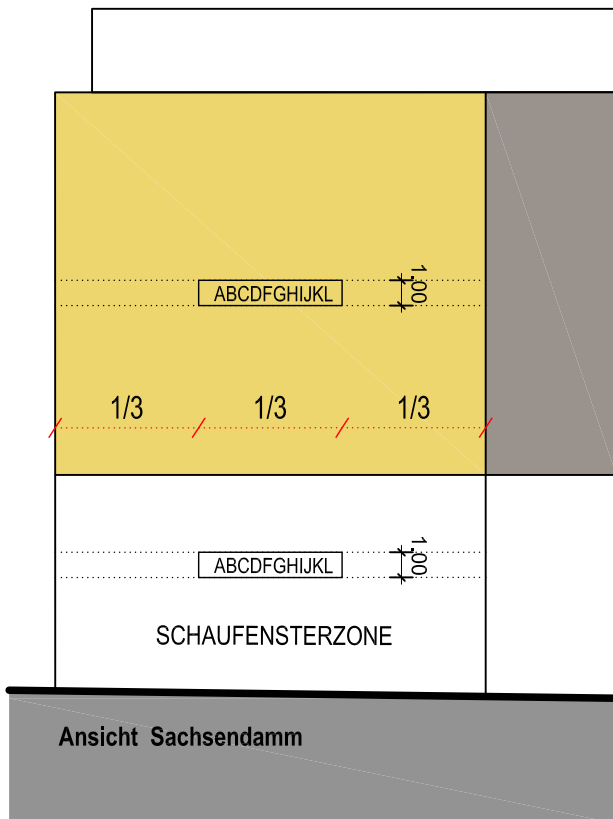 ABCDFGHIJKL
1.00
1/3 1/3 1/3
ABCDFGHIJKL
1.00
SCHAUFENSTERZONE
Ansicht Sachsendamm